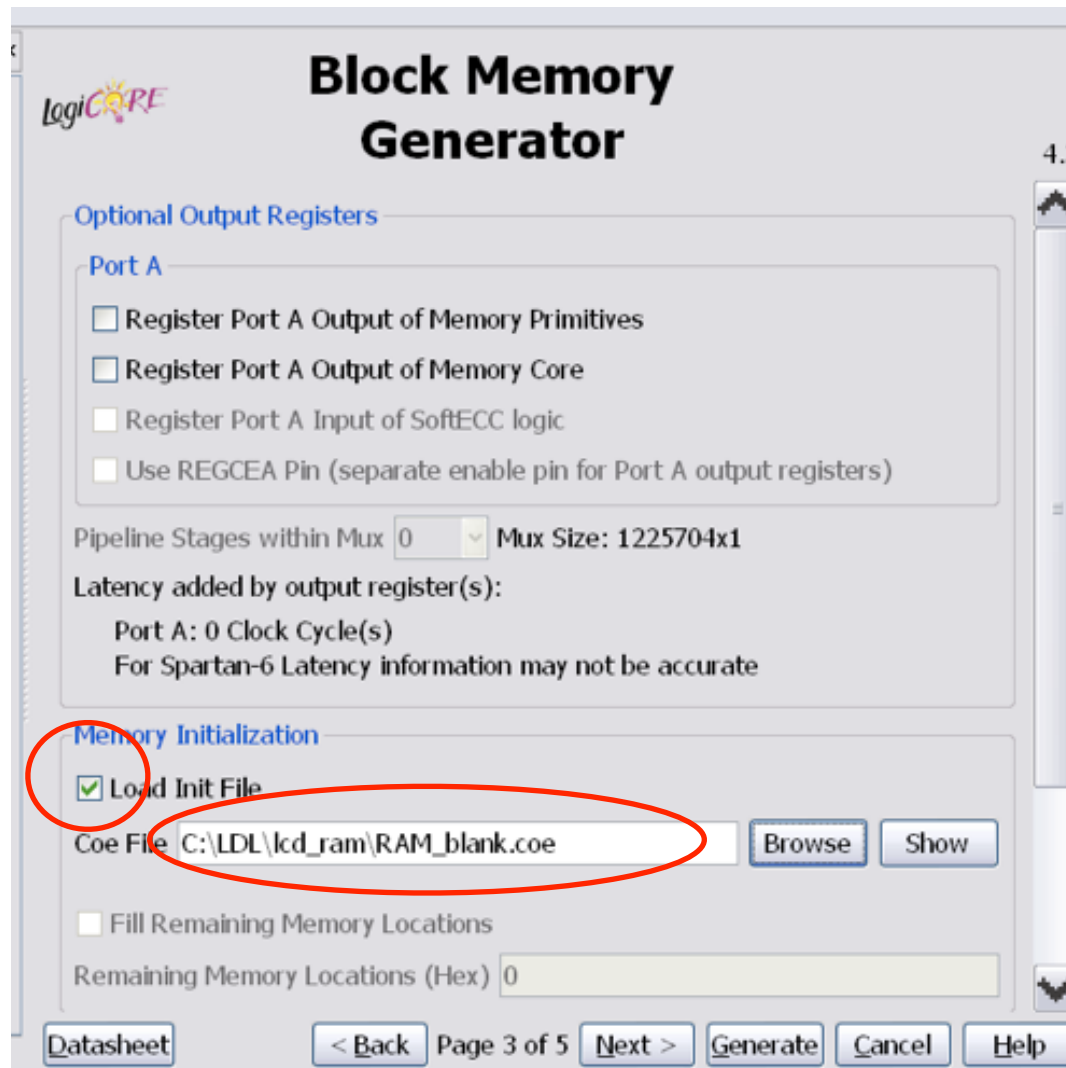 logiCORE
Block Memory
Generator
4.
Optional Output Registers
Port A
Register Port A Output of Memory Primitives
Register Port A Output of Memory Core
Register Port A Input of SoftECC logic
Use REGCEA Pin (separate enable pin for Port A output registers)
Pipeline Stages within Mux 0 Mux Size: 1225704x1
Latency added by output register(s):
Port A: 0 Clock Cycle(s)
For Spartan-6 Latency information may not be accurate
Memory Initialization
Load Init File
Coe File C:\LDL\lcd_ram\RAM_blank.coe Browse Show
Fill Remaining Memory Locations
Remaining Memory Locations (Hex) 0
Datasheet < Back Page 3 of 5 Next > Generate Cancel Help